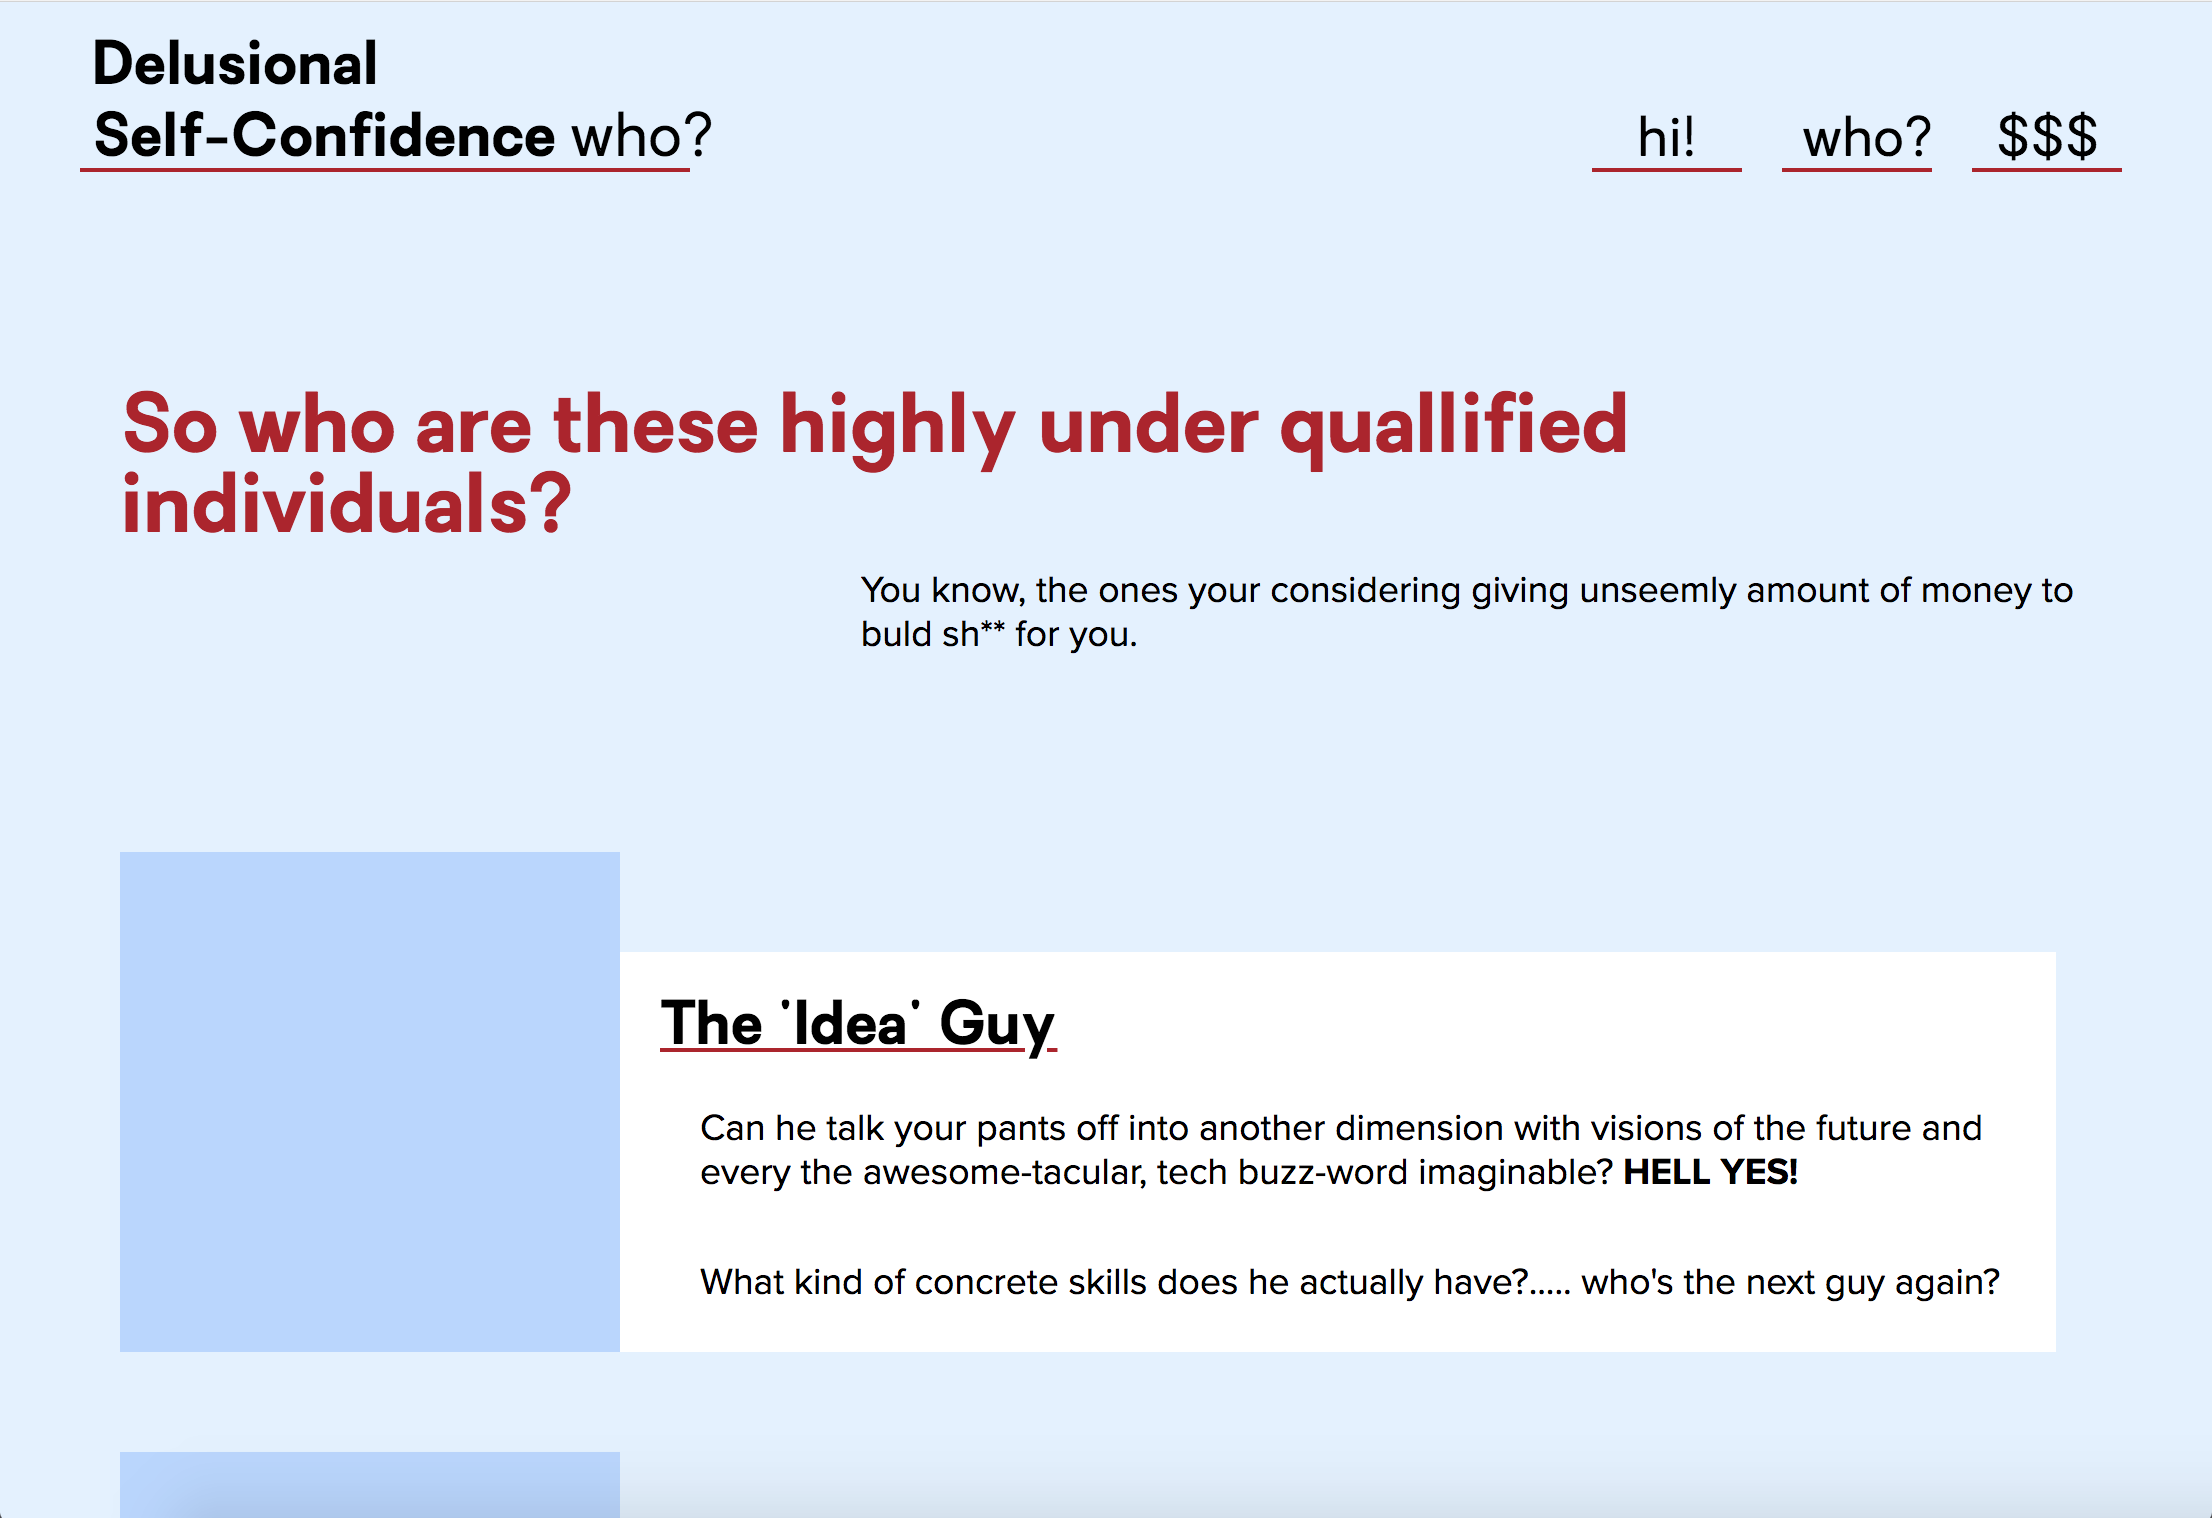 Delusional
Self-Confidence who?
hi! who? $$$
So who are these highly under quallified
individuals?
You know, the ones your considering giving unseemly amount of money to
buld sh** for you.
The 'Idea' Guy
Can he talk your pants off into another dimension with visions of the future and
every the awesome-tacular, tech buzz-word imaginable? HELL YES!
What kind of concrete skills does he actually have?..... who's the next guy again?